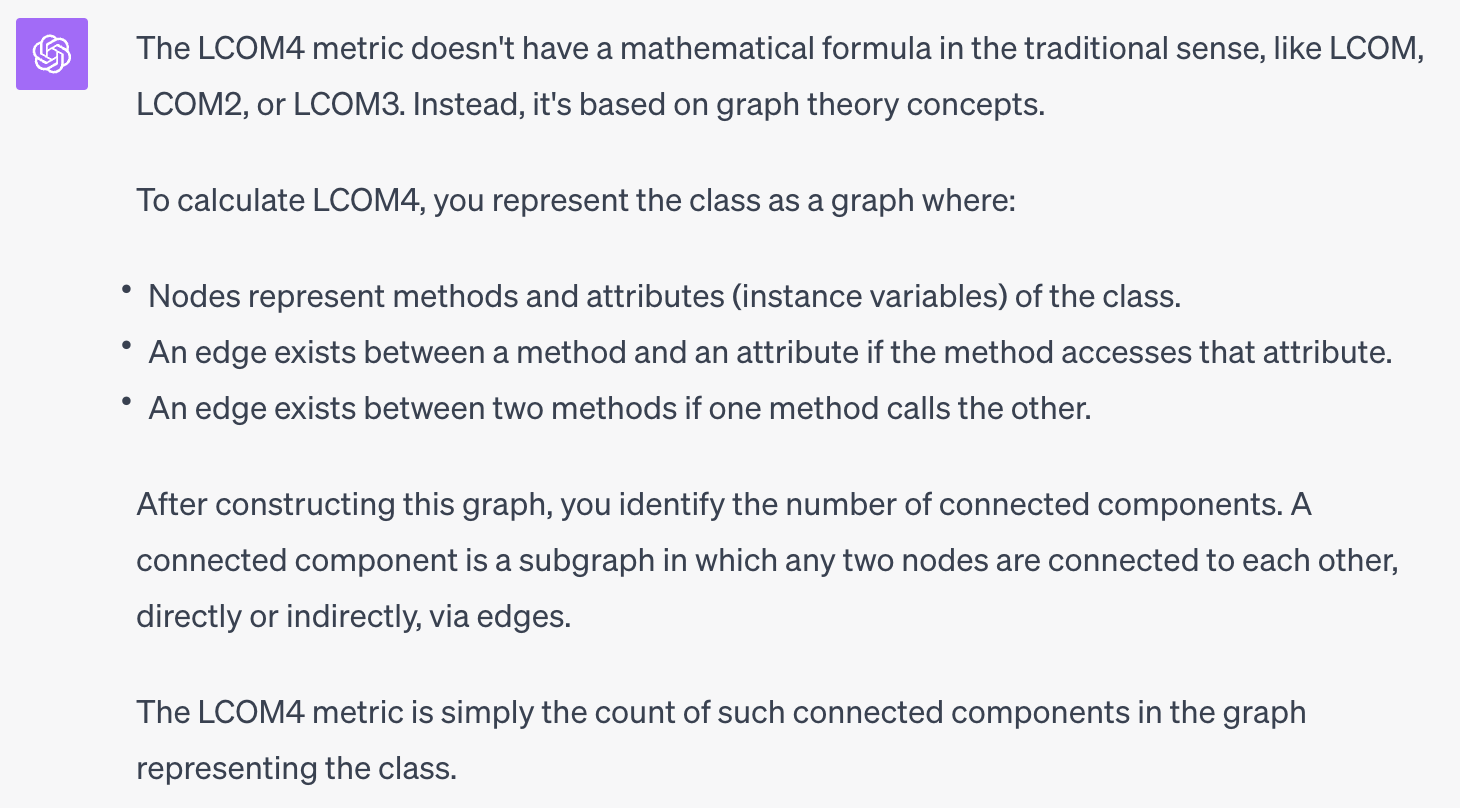 The LCOM4 metric doesn't have a mathematical formula in the traditional sense, like LCOM,
LCOM2, or LCOM3. Instead, it's based on graph theory concepts.
To calculate LCOM4, you represent the class as a graph where:
• Nodes represent methods and attributes (instance variables) of the class.
• An edge exists between a method and an attribute if the method accesses that attribute.
• An edge exists between two methods if one method calls the other.
After constructing this graph, you identify the number of connected components. A
connected component is a subgraph in which any two nodes are connected to each other,
directly or indirectly, via edges.
The LCOM4 metric is simply the count of such connected components in the graph
representing the class.